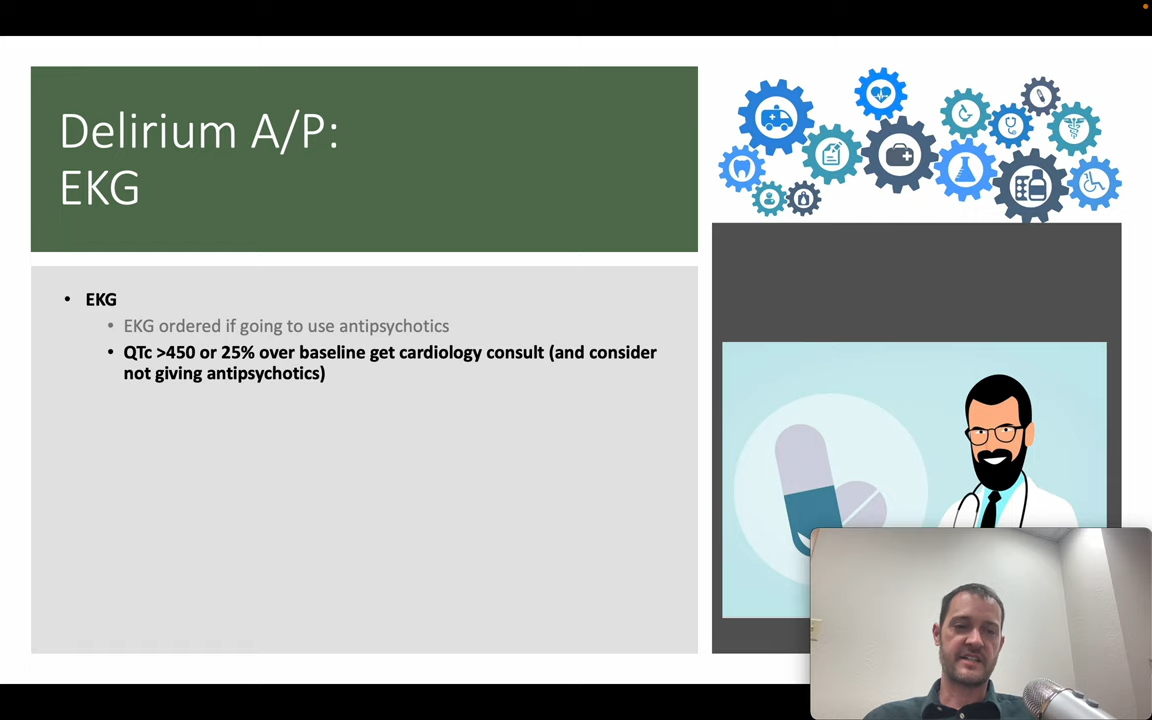 Delirium A/P:
EKG
• EKG
• EKG ordered if going to use antipsychotics
• QTc >450 or 25% over baseline get cardiology consult (and consider
not giving antipsychotics)